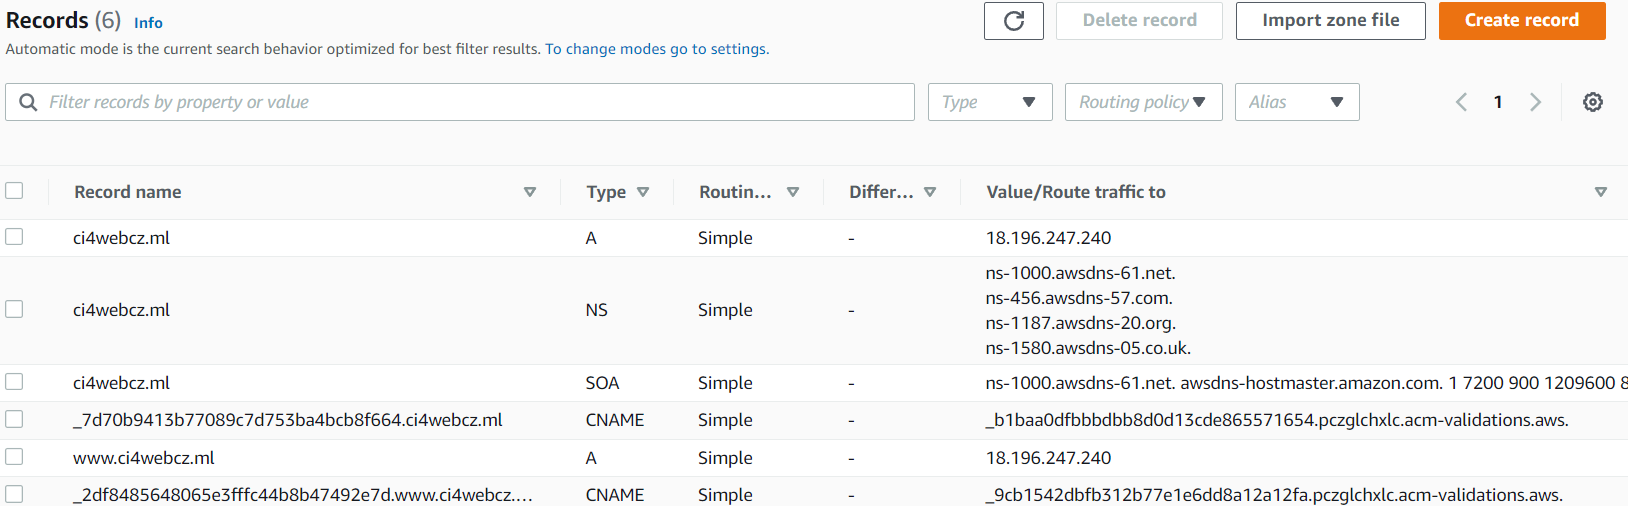 Records (6) Info
Delete record
Import zone file
Create record
Automatic mode is the current search behavior optimized for best filter results. To change modes go to settings.
Filter records by property or value
Type
Routing policy
Alias
1
Record name Type Routin... Differ... Value/Route traffic to
ci4webcz.ml A Simple - 18.196.247.240
ci4webcz.ml NS Simple - ns-1000.awsdns-61.net.
ns-456.awsdns-57.com.
ns-1187.awsdns-20.org.
ns-1580.awsdns-05.co.uk.
ci4webcz.ml SOA Simple - ns-1000.awsdns-61.net. awsdns-hostmaster.amazon.com. 1 7200 900 1209600 8
_7d70b9413b77089c7d753ba4bcb8f664.ci4webcz.ml CNAME Simple - _b1baa0dfbbbdbb8d0d13cde865571654.pczglchxlc.acm-validations.aws.
www.ci4webcz.ml A Simple - 18.196.247.240
_2df8485648065e3fffc44b8b47492e7d.www.ci4webcz.... CNAME Simple - _9cb1542dbfb312b77e1e6dd8a12a12fa.pczglchxlc.acm-validations.aws.